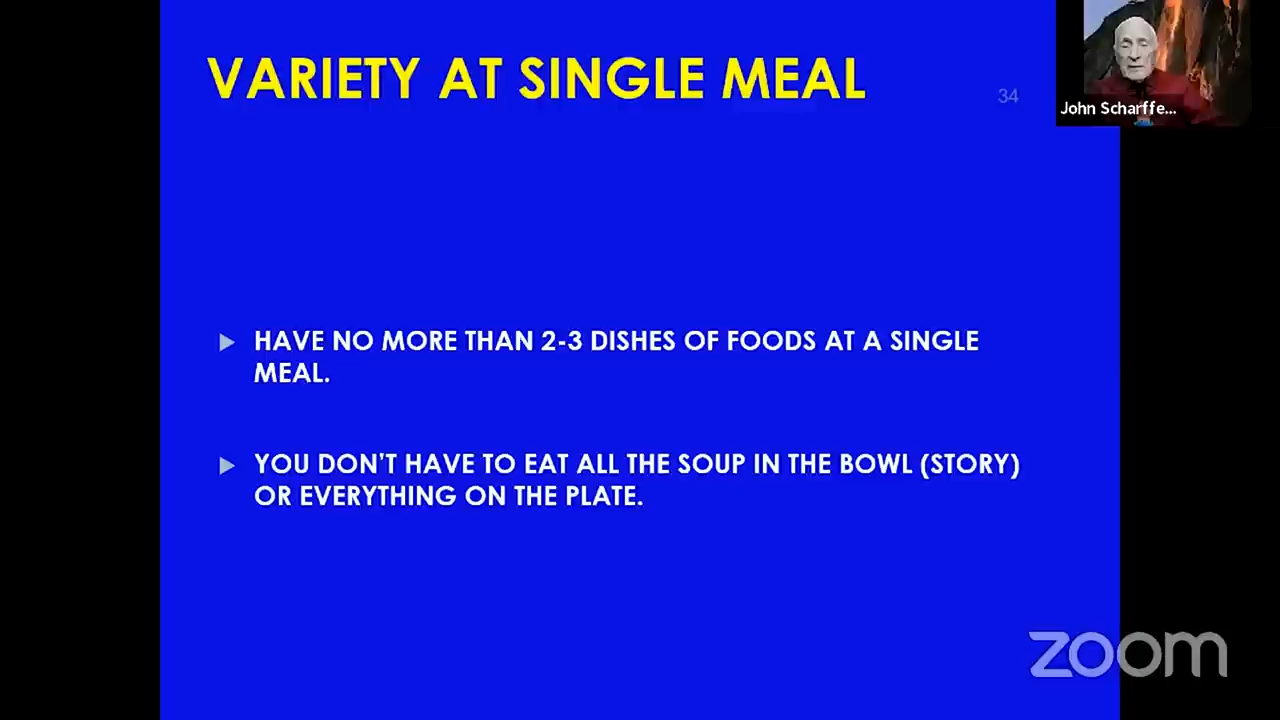 VARIETY AT SINGLE MEAL
34
John Scharffe...
HAVE NO MORE THAN 2-3 DISHES OF FOODS AT A SINGLE
MEAL.
YOU DON'T HAVE TO EAT ALL THE SOUP IN THE BOWL (STORY)
OR EVERYTHING ON THE PLATE.
zoom